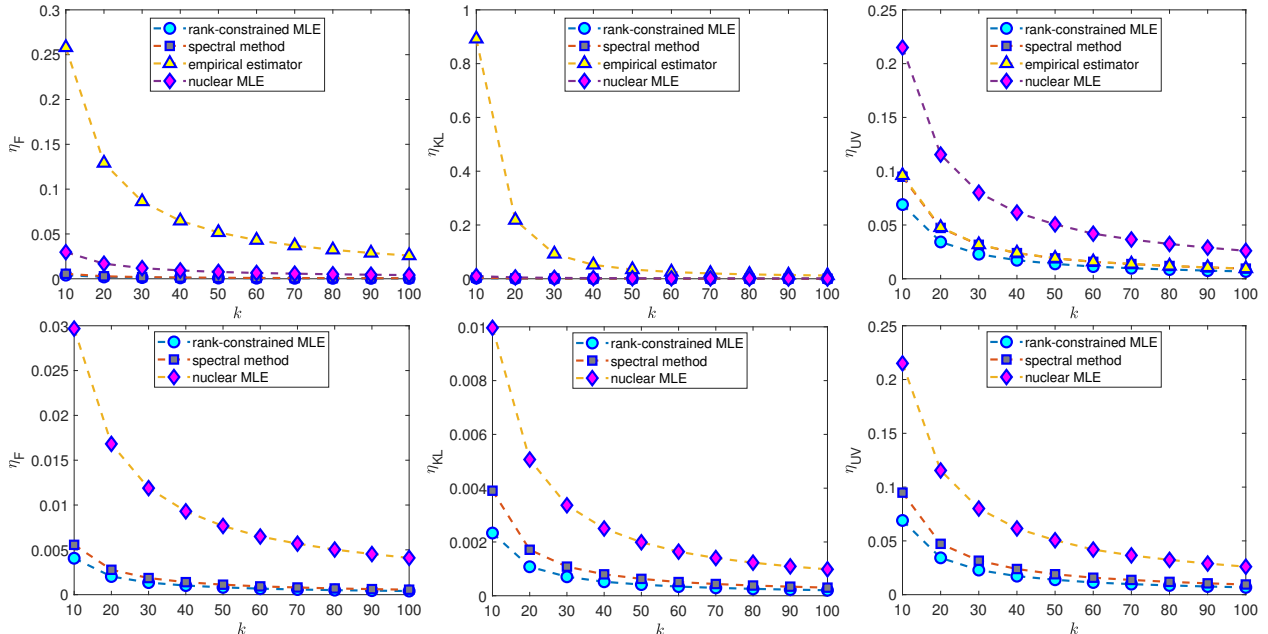 0.3
0.25
0.2
0.15
0.1
0.05
0
η_F
10 20 30 40 50 60 70 80 90 100
k
rank-constrained MLE
spectral method
empirical estimator
nuclear MLE
1
0.8
0.6
0.4
0.2
0
η_KL
10 20 30 40 50 60 70 80 90 100
k
rank-constrained MLE
spectral method
empirical estimator
nuclear MLE
0.25
0.2
0.15
0.1
0.05
0
η_UV
10 20 30 40 50 60 70 80 90 100
k
rank-constrained MLE
spectral method
empirical estimator
nuclear MLE
0.03
0.025
0.02
0.015
0.01
0.005
0
η_F
10 20 30 40 50 60 70 80 90 100
k
rank-constrained MLE
spectral method
nuclear MLE
0.01
0.008
0.006
0.004
0.002
0
η_KL
10 20 30 40 50 60 70 80 90 100
k
rank-constrained MLE
spectral method
nuclear MLE
0.25
0.2
0.15
0.1
0.05
0
η_UV
10 20 30 40 50 60 70 80 90 100
k
rank-constrained MLE
spectral method
nuclear MLE